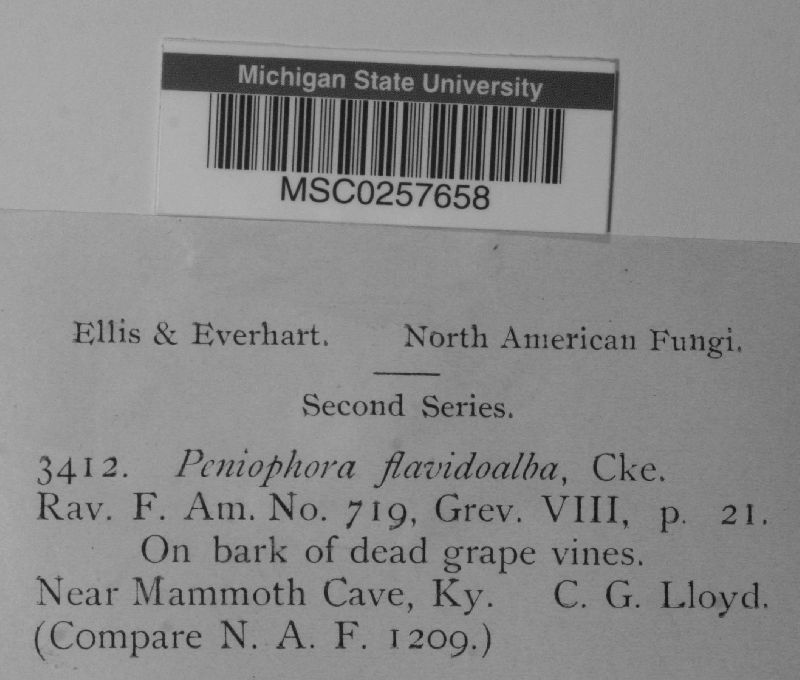 Michigan State University
MSC0257658
Ellis & Everhart. North American Fungi.
Second Series.
3412. Peniophora flavidoalba, Cke.
Rav. F. Am. No. 719, Grev. VIII, p. 21.
On bark of dead grape vines.
Near Mammoth Cave, Ky. C. G. Lloyd.
(Compare N. A. F. 1209.)